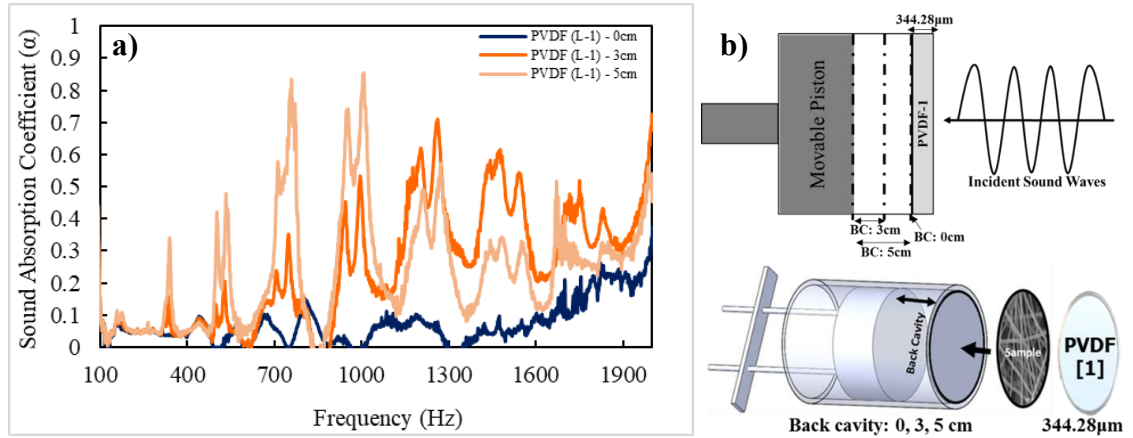 a)
PVDF (L-1) - 0cm
PVDF (L-1) - 3cm
PVDF (L-1) - 5cm
Sound Absorption Coefficient (α)
1
0.9
0.8
0.7
0.6
0.5
0.4
0.3
0.2
0.1
0
100 400 700 1000 1300 1600 1900
Frequency (Hz)
b)
344.28μm
Movable Piston
PVDF-1
Incident Sound Waves
BC: 3cm
BC: 0cm
BC: 5cm
Back Cavity
Sample
PVDF
[1]
Back cavity: 0, 3, 5 cm
344.28μm